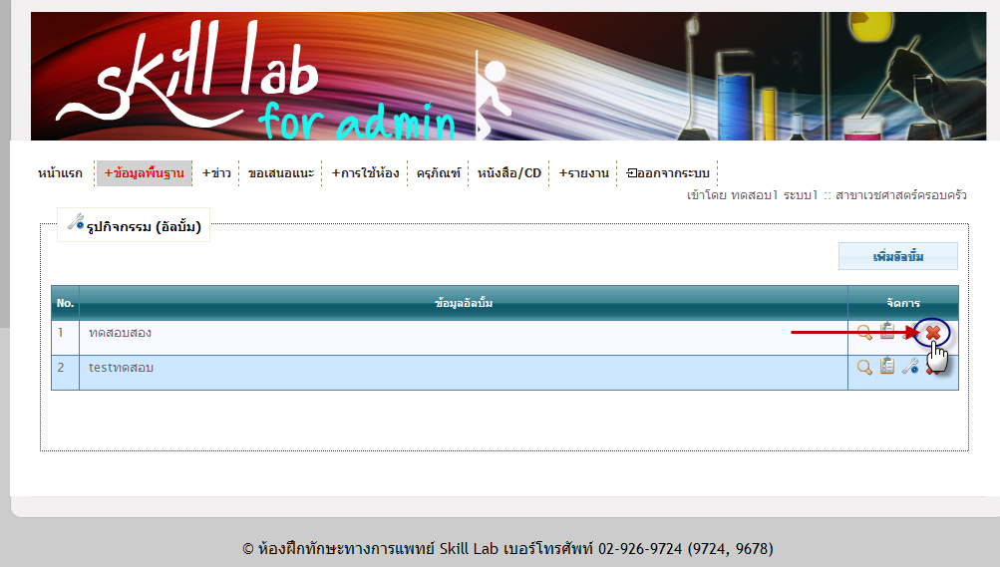 skill lab
for admin
หน้าแรก +ข้อมูลพื้นฐาน +ข่าว ขอเสนอแนะ +การใช้ห้อง ครุภัณฑ์ หนังสือ/CD +รายงาน ออกจากระบบ
เข้าโดย ทดสอบ1 ระบบ1 :: สาขาเวชศาสตร์ครอบครัว
รูปกิจกรรม (อัลบั้ม)
เพิ่มอัลบั้ม
No. ข้อมูลอัลบั้ม จัดการ
1 ทดสอบสอง
2 testทดสอบ
© ห้องฝึกทักษะทางการแพทย์ Skill Lab เบอร์โทรศัพท์ 02-926-9724 (9724, 9678)